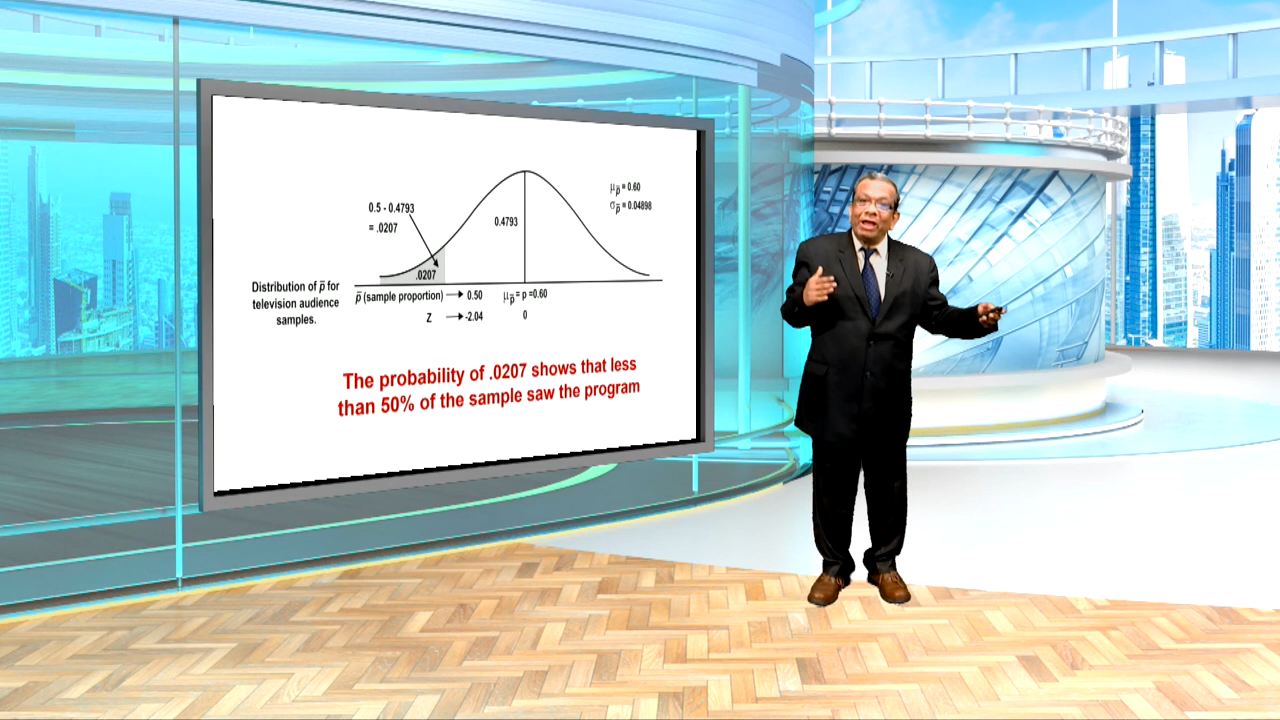 μp̅ = 0.60
σp̅ = 0.04898
0.5 - 0.4793
= .0207
0.4793
.0207
Distribution of p̅ for
television audience
samples.
p̅ (sample proportion) → 0.50
μp̅ = p =0.60
Z → -2.04
0
The probability of .0207 shows that less
than 50% of the sample saw the program